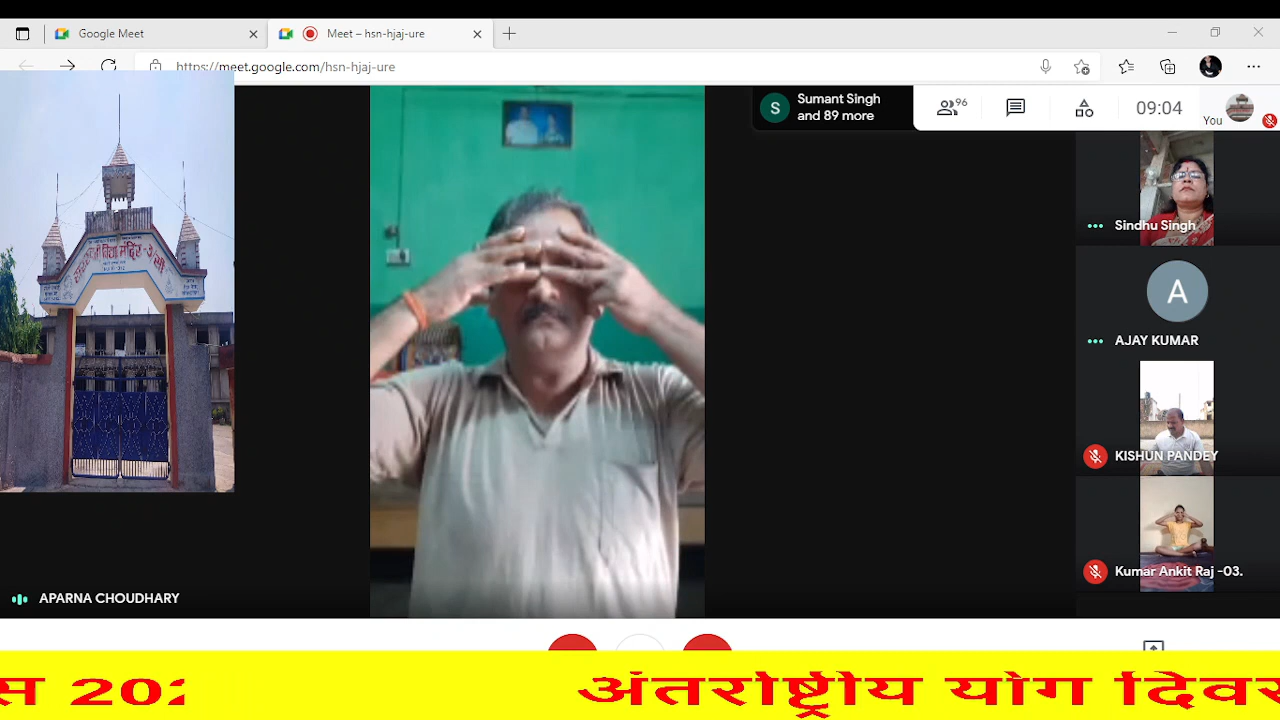 Google Meet
Meet – hsn-hjaj-ure
https://meet.google.com/hsn-hjaj-ure
S
Sumant Singh
and 89 more
96
09:04
You
Sindhu Singh
A
AJAY KUMAR
KISHUN PANDEY
Kumar Ankit Raj -03.
विद्या मंदिर
APARNA CHOUDHARY
स 202
अंतर्राष्ट्रीय योग दिवस